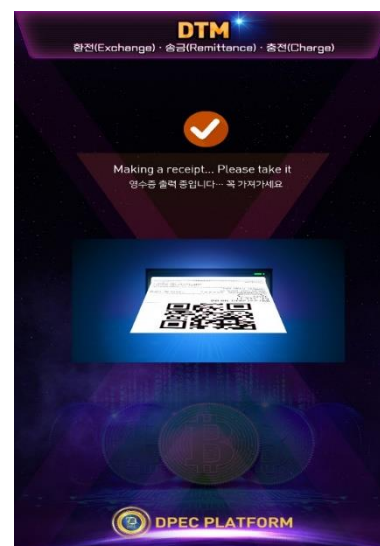 DTM
환전(Exchange) · 송금(Remittance) · 충전(Charge)
Making a receipt... Please take it
영수증 출력 중입니다··· 꼭 가져가세요
DPEC PLATFORM